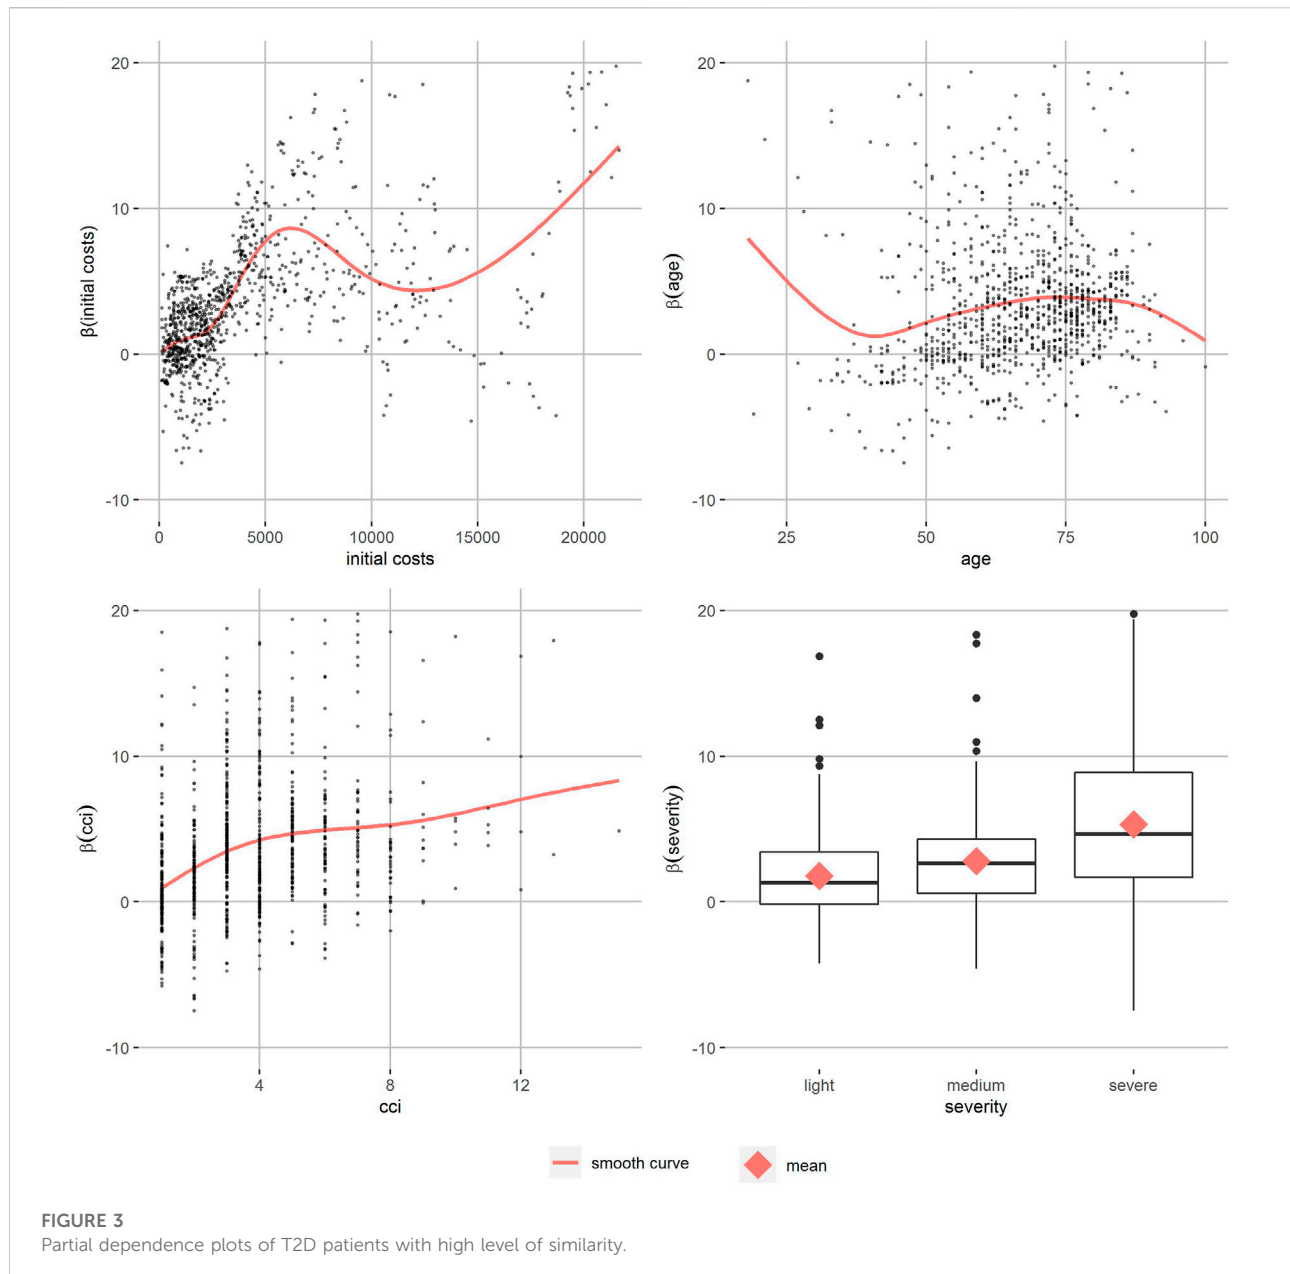 20
10
0
-10
β(initial costs)
0 5000 10000 15000 20000
initial costs
20
10
0
-10
β(age)
25 50 75 100
age
20
10
0
-10
β(cci)
4 8 12
cci
20
10
0
-10
β(severity)
light medium severe
severity
smooth curve mean
FIGURE 3
Partial dependence plots of T2D patients with high level of similarity.